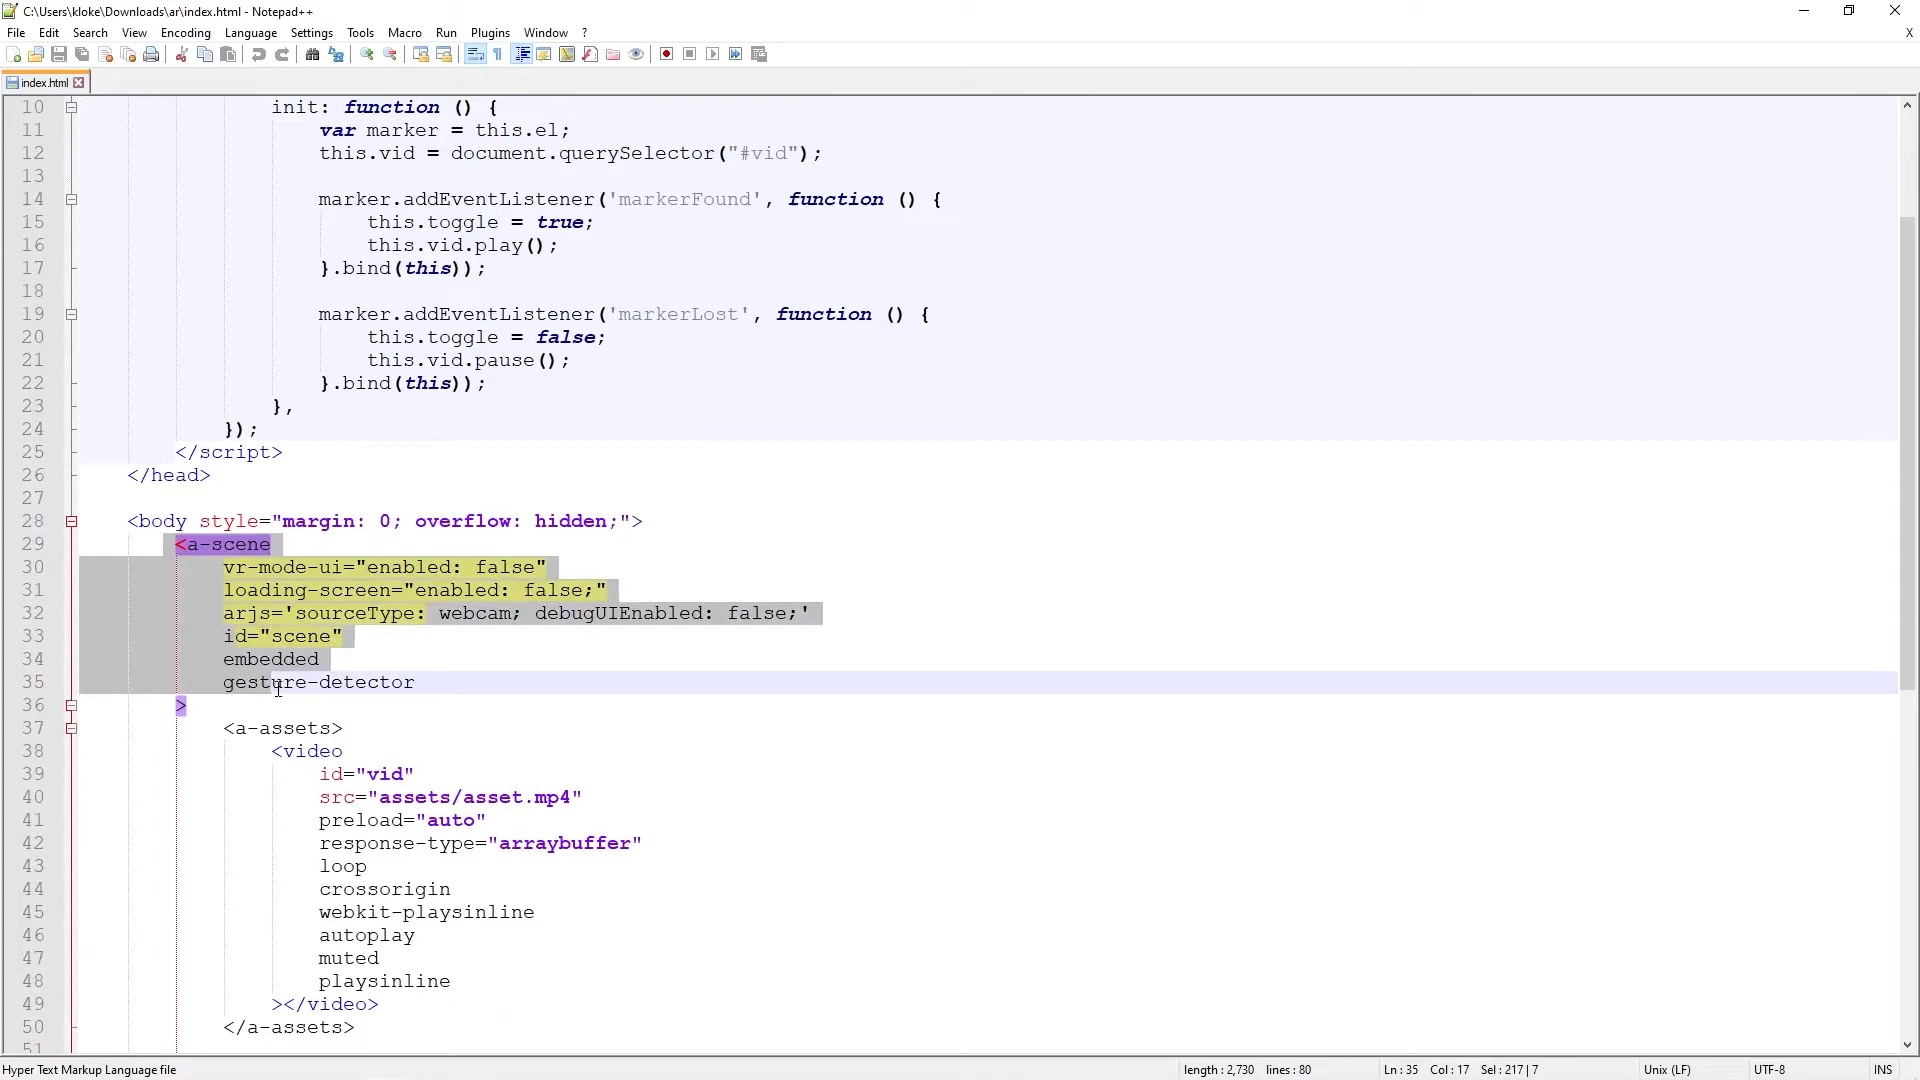 C:\Users\kloke\Downloads\ar\index.html - Notepad++
File Edit Search View Encoding Language Settings Tools Macro Run Plugins Window ? X
index.html
10 init: function () {
11 var marker = this.el;
12 this.vid = document.querySelector("#vid");
13
14 marker.addEventListener('markerFound', function () {
15 this.toggle = true;
16 this.vid.play();
17 }.bind(this));
18
19 marker.addEventListener('markerLost', function () {
20 this.toggle = false;
21 this.vid.pause();
22 }.bind(this));
23 },
24 });
25 </script>
26 </head>
27
28 <body style="margin: 0; overflow: hidden;">
29 <a-scene
30 vr-mode-ui="enabled: false"
31 loading-screen="enabled: false;"
32 arjs='sourceType: webcam; debugUIEnabled: false;'
33 id="scene"
34 embedded
35 gesture-detector
36 >
37 <a-assets>
38 <video
39 id="vid"
40 src="assets/asset.mp4"
41 preload="auto"
42 response-type="arraybuffer"
43 loop
44 crossorigin
45 webkit-playsinline
46 autoplay
47 muted
48 playsinline
49 ></video>
50 </a-assets>
51
Hyper Text Markup Language file length : 2,730 lines : 80 Ln : 35 Col : 17 Sel : 217 | 7 Unix (LF) UTF-8 INS